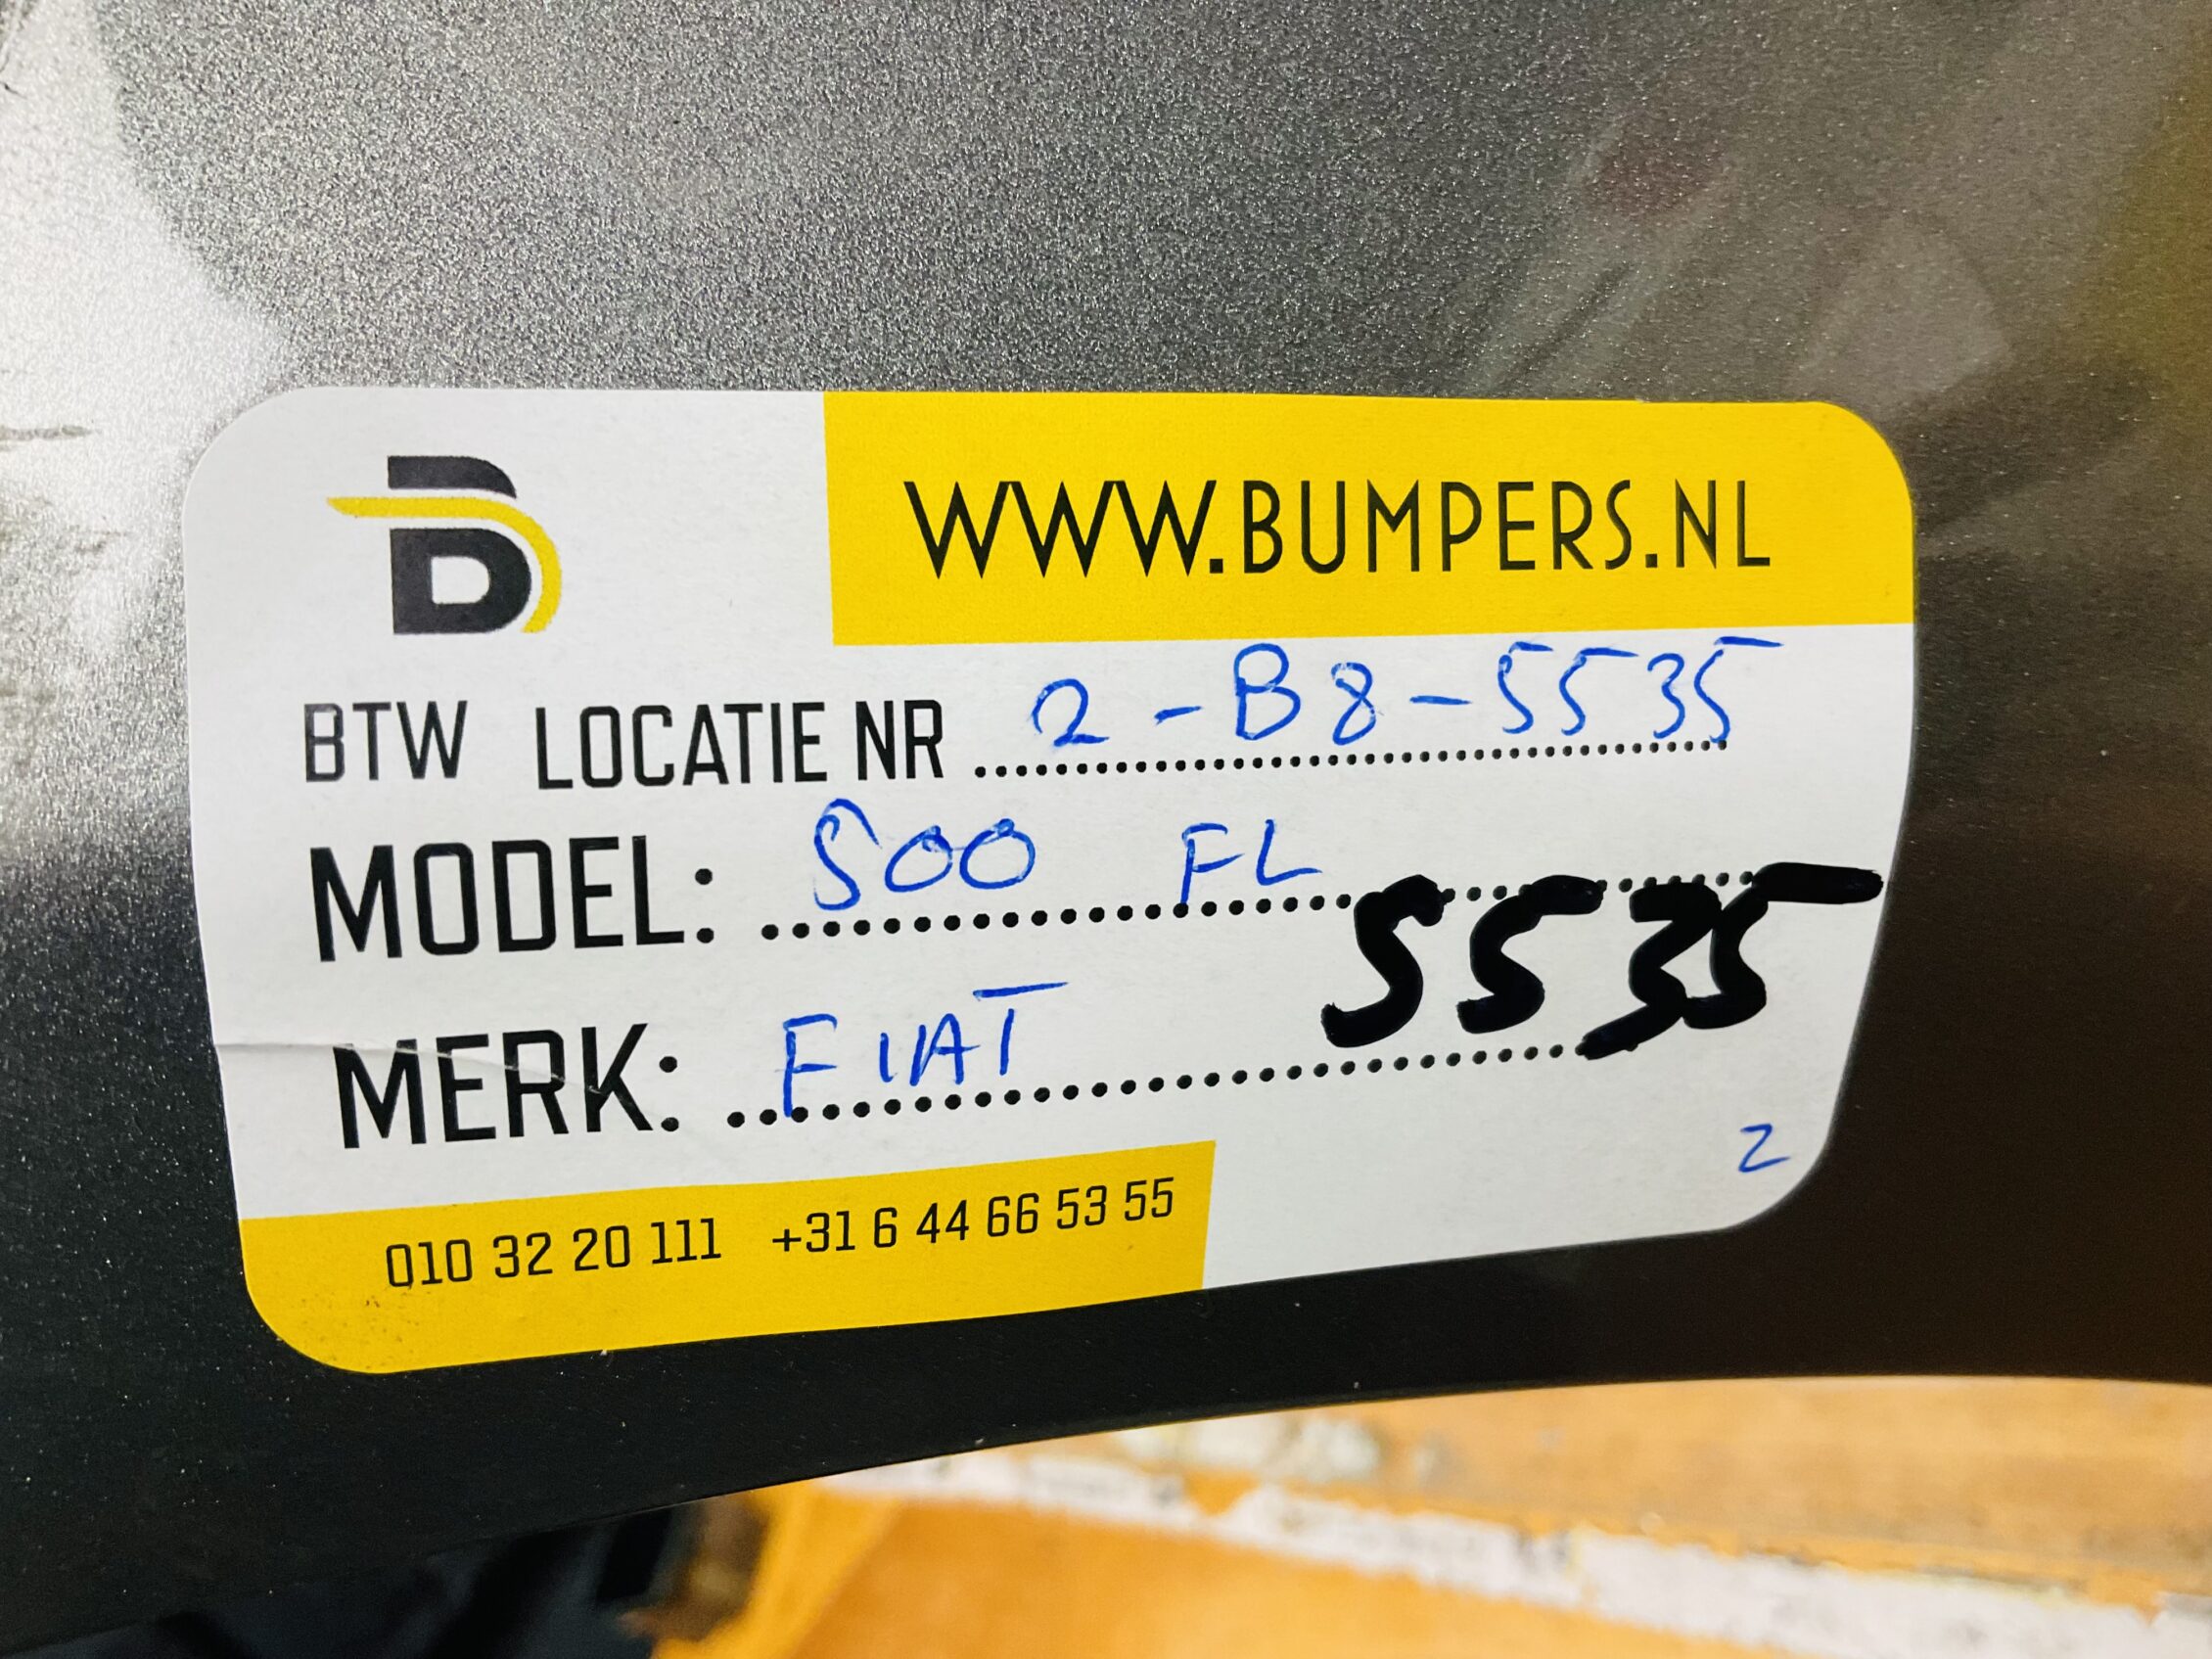 B
WWW.BUMPERS.NL
BTW LOCATIE NR 2-B8-5535
MODEL: 500 FL
5535
MERK: FIAT
2
010 32 20 111 +31 6 44 66 53 55